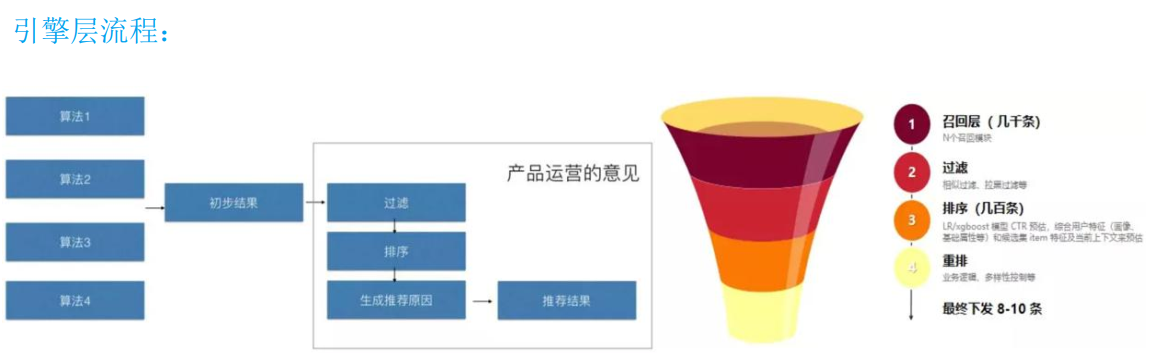 引擎层流程:
算法1
算法2
算法3
算法4
初步结果
产品运营的意见
过滤
排序
生成推荐原因
推荐结果
1
召回层（几千条)
N个召回模块
2
过滤
相似过滤、拉黑过滤等
3
排序（几百条）
LR/xgboost 模型 CTR 预估，综合用户特征（画像、
基础属性等）和候选集 item 特征及当前上下文来预估
4
重排
业务逻辑、多样性控制等
最终下发 8-10 条